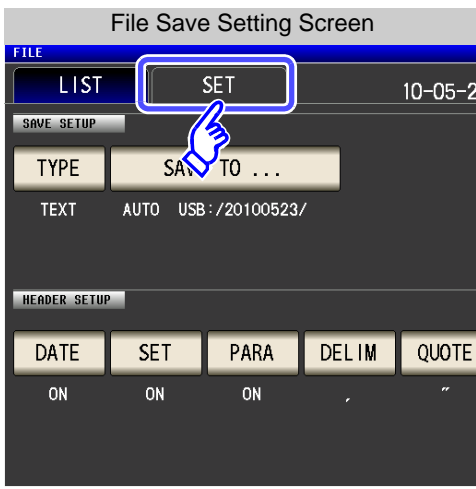 File Save Setting Screen
FILE
LIST SET 10-05-2
SAVE SETUP
TYPE SAVE TO ...
TEXT AUTO USB:/20100523/
HEADER SETUP
DATE SET PARA DELIM QUOTE
ON ON ON , "